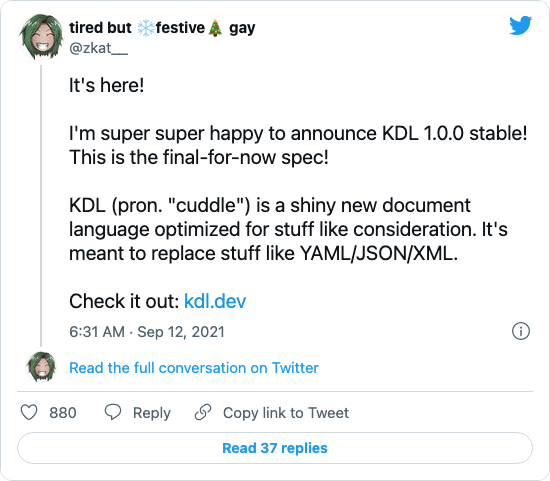 tired but ❄️festive🎄 gay
@zkat__
It's here!
I'm super super happy to announce KDL 1.0.0 stable!
This is the final-for-now spec!
KDL (pron. "cuddle") is a shiny new document
language optimized for stuff like consideration. It's
meant to replace stuff like YAML/JSON/XML.
Check it out: kdl.dev
6:31 AM · Sep 12, 2021
Read the full conversation on Twitter
880 Reply Copy link to Tweet
Read 37 replies